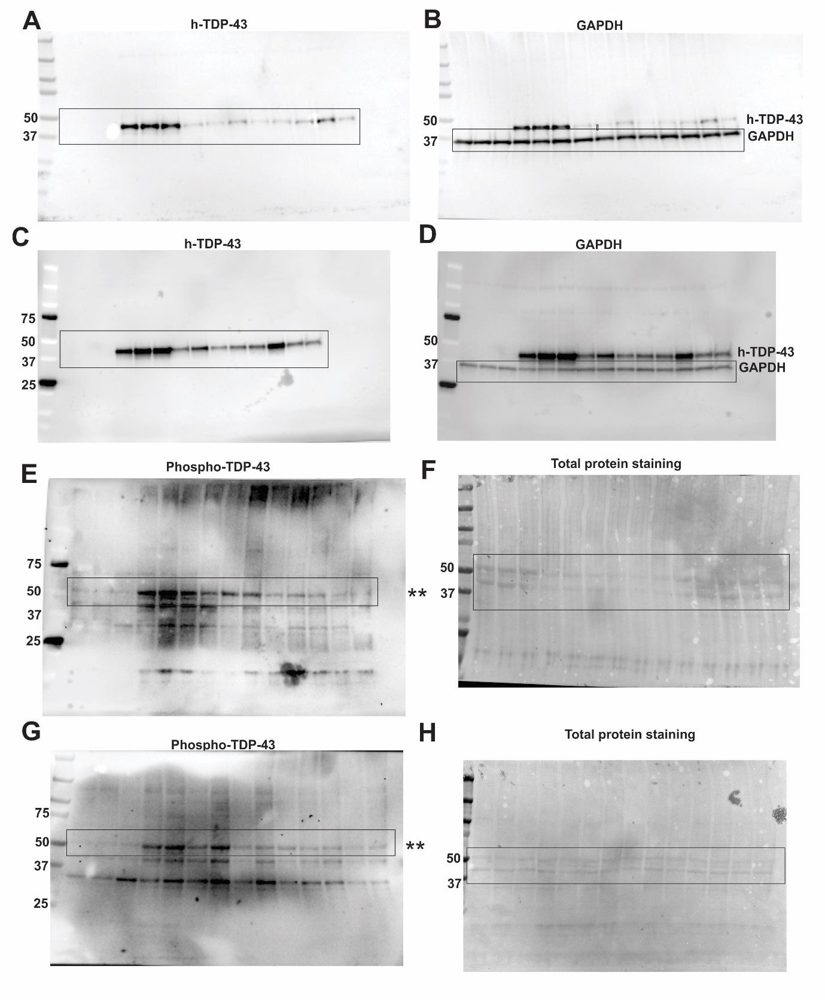 A
h-TDP-43
50
37
B
GAPDH
50
37
h-TDP-43
GAPDH
C
h-TDP-43
75
50
37
25
D
GAPDH
50
37
h-TDP-43
GAPDH
E
Phospho-TDP-43
75
50
37
25
**
F
Total protein staining
50
37
G
Phospho-TDP-43
75
50
37
25
**
H
Total protein staining
50
37